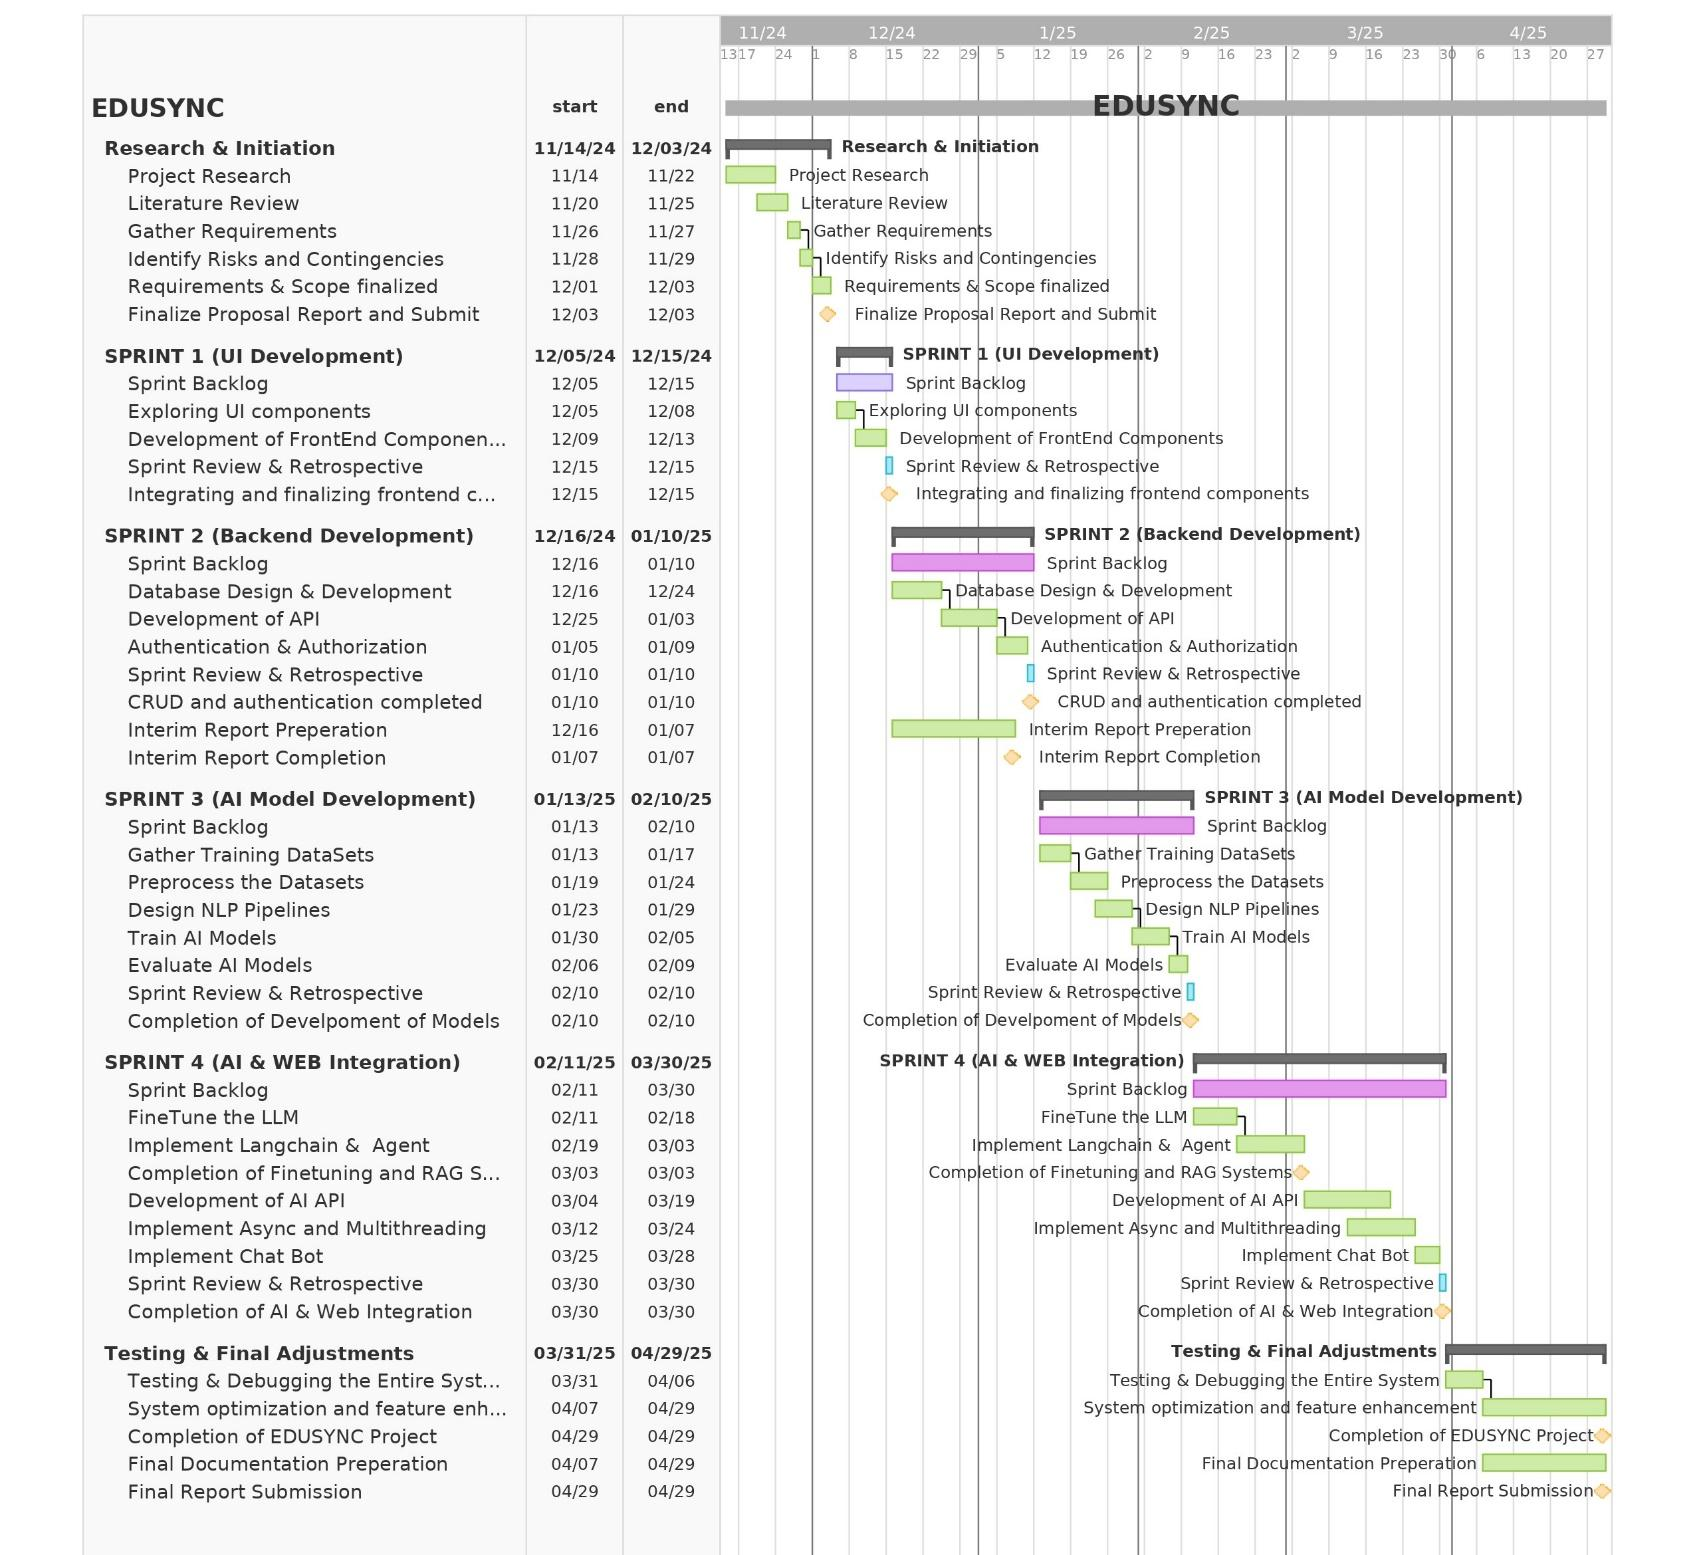 11/24 12/24 1/25 2/25 3/25 4/25
13 17 24 1 8 15 22 29 5 12 19 26 2 9 16 23 2 9 16 23 30 6 13 20 27
EDUSYNC start end EDUSYNC
Research & Initiation 11/14/24 12/03/24 Research & Initiation
Project Research 11/14 11/22 Project Research
Literature Review 11/20 11/25 Literature Review
Gather Requirements 11/26 11/27 Gather Requirements
Identify Risks and Contingencies 11/28 11/29 Identify Risks and Contingencies
Requirements & Scope finalized 12/01 12/03 Requirements & Scope finalized
Finalize Proposal Report and Submit 12/03 12/03 Finalize Proposal Report and Submit
SPRINT 1 (UI Development) 12/05/24 12/15/24 SPRINT 1 (UI Development)
Sprint Backlog 12/05 12/15 Sprint Backlog
Exploring UI components 12/05 12/08 Exploring UI components
Development of FrontEnd Componen... 12/09 12/13 Development of FrontEnd Components
Sprint Review & Retrospective 12/15 12/15 Sprint Review & Retrospective
Integrating and finalizing frontend c... 12/15 12/15 Integrating and finalizing frontend components
SPRINT 2 (Backend Development) 12/16/24 01/10/25 SPRINT 2 (Backend Development)
Sprint Backlog 12/16 01/10 Sprint Backlog
Database Design & Development 12/16 12/24 Database Design & Development
Development of API 12/25 01/03 Development of API
Authentication & Authorization 01/05 01/09 Authentication & Authorization
Sprint Review & Retrospective 01/10 01/10 Sprint Review & Retrospective
CRUD and authentication completed 01/10 01/10 CRUD and authentication completed
Interim Report Preperation 12/16 01/07 Interim Report Preperation
Interim Report Completion 01/07 01/07 Interim Report Completion
SPRINT 3 (AI Model Development) 01/13/25 02/10/25 SPRINT 3 (AI Model Development)
Sprint Backlog 01/13 02/10 Sprint Backlog
Gather Training DataSets 01/13 01/17 Gather Training DataSets
Preprocess the Datasets 01/19 01/24 Preprocess the Datasets
Design NLP Pipelines 01/23 01/29 Design NLP Pipelines
Train AI Models 01/30 02/05 Train AI Models
Evaluate AI Models 02/06 02/09 Evaluate AI Models
Sprint Review & Retrospective 02/10 02/10 Sprint Review & Retrospective
Completion of Develpoment of Models 02/10 02/10 Completion of Develpoment of Models
SPRINT 4 (AI & WEB Integration) 02/11/25 03/30/25 SPRINT 4 (AI & WEB Integration)
Sprint Backlog 02/11 03/30 Sprint Backlog
FineTune the LLM 02/11 02/18 FineTune the LLM
Implement Langchain &  Agent 02/19 03/03 Implement Langchain &  Agent
Completion of Finetuning and RAG S... 03/03 03/03 Completion of Finetuning and RAG Systems
Development of AI API 03/04 03/19 Development of AI API
Implement Async and Multithreading 03/12 03/24 Implement Async and Multithreading
Implement Chat Bot 03/25 03/28 Implement Chat Bot
Sprint Review & Retrospective 03/30 03/30 Sprint Review & Retrospective
Completion of AI & Web Integration 03/30 03/30 Completion of AI & Web Integration
Testing & Final Adjustments 03/31/25 04/29/25 Testing & Final Adjustments
Testing & Debugging the Entire Syst... 03/31 04/06 Testing & Debugging the Entire System
System optimization and feature enh... 04/07 04/29 System optimization and feature enhancement
Completion of EDUSYNC Project 04/29 04/29 Completion of EDUSYNC Project
Final Documentation Preperation 04/07 04/29 Final Documentation Preperation
Final Report Submission 04/29 04/29 Final Report Submission